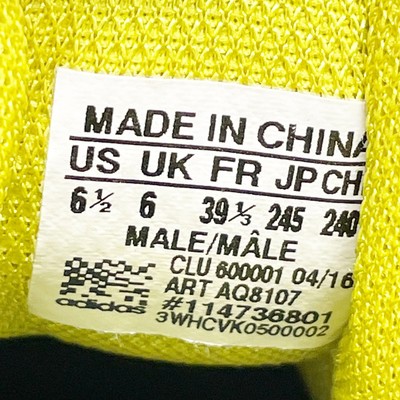 MADE IN CHINA
US UK FR JP CH
6½ 6 39⅓ 245 240
MALE/MÂLE
CLU 600001 04/16
ART AQ8107
#114736801
3WHCVK0500002
adidas